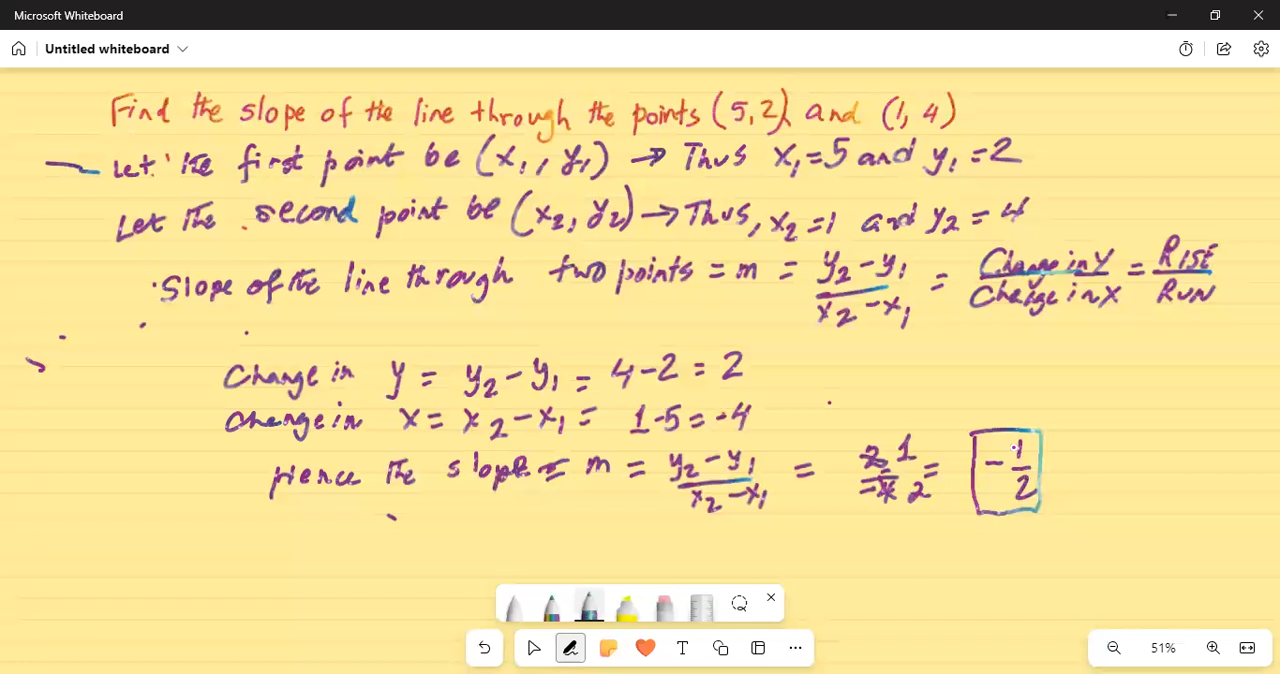 Microsoft Whiteboard
Untitled whiteboard
Find the slope of the line through the points (5, 2) and (1, 4)
Let the first point be (x₁, y₁) → Thus x₁ = 5 and y₁ = 2
Let the second point be (x₂, y₂) → Thus, x₂ = 1 and y₂ = 4
Slope of the line through two points = m = y₂ - y₁ / x₂ - x₁ = Change in Y / Change in X = RISE / RUN
Change in y = y₂ - y₁ = 4 - 2 = 2
Change in x = x₂ - x₁ = 1 - 5 = -4
Hence the slope = m = y₂ - y₁ / x₂ - x₁ = 2 1 / -4 2 = - 1/2
T
51%